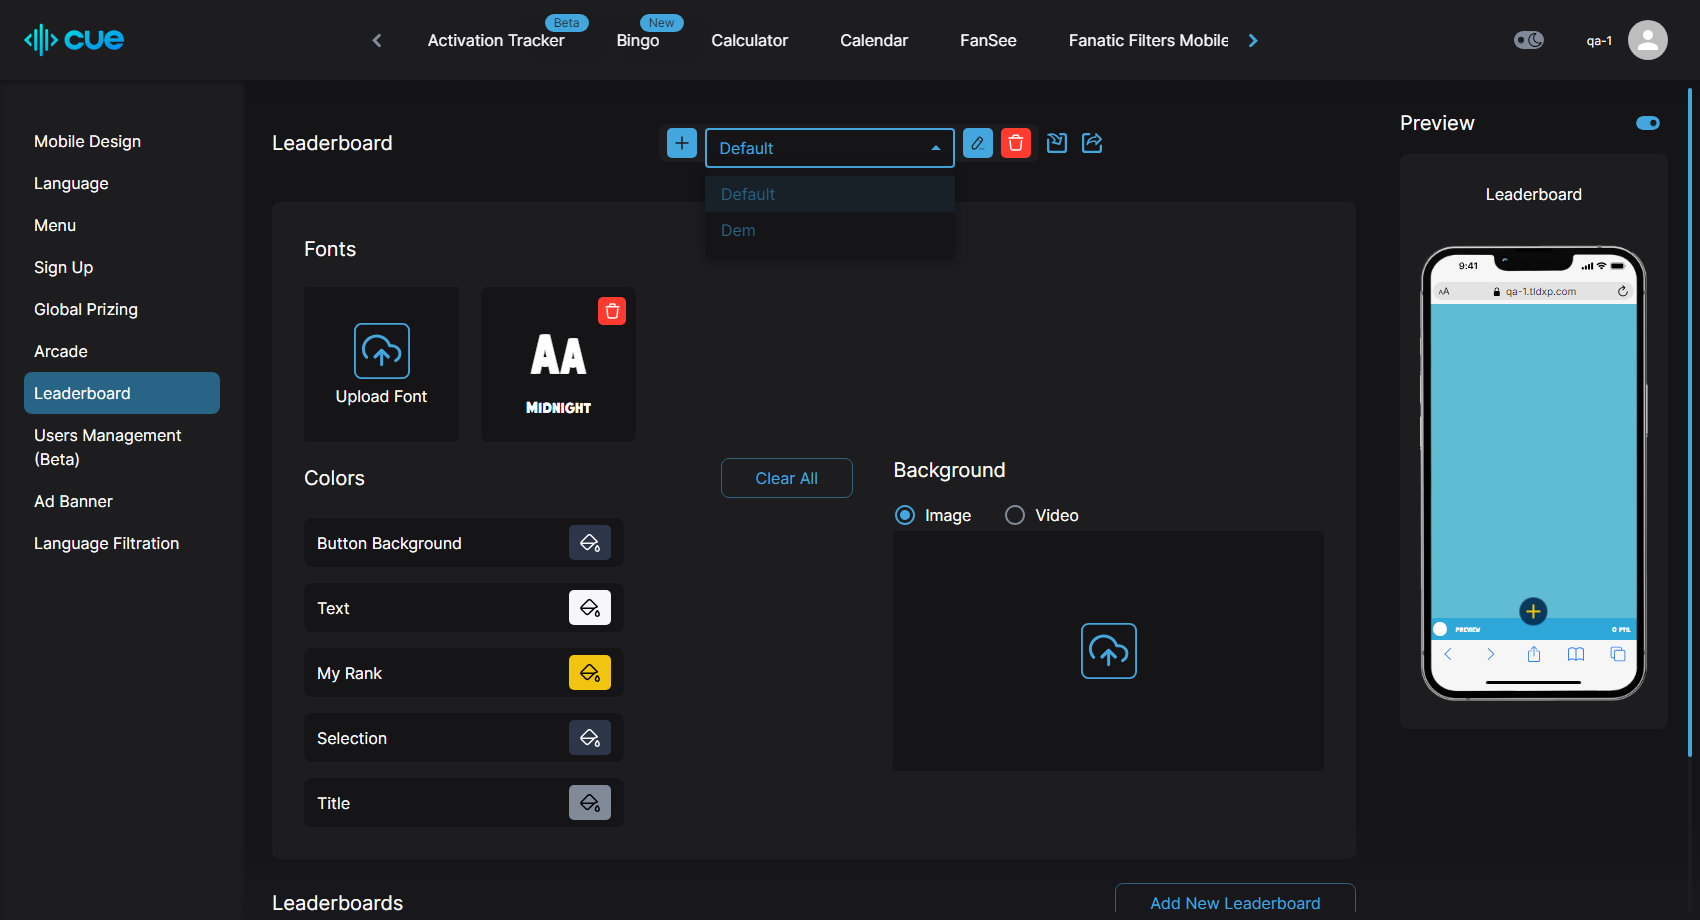 cue
Activation Tracker
Beta
Bingo
New
Calculator
Calendar
FanSee
Fanatic Filters Mobile
qa-1
Mobile Design
Language
Menu
Sign Up
Global Prizing
Arcade
Leaderboard
Users Management
(Beta)
Ad Banner
Language Filtration
Leaderboard
Default
Default
Dem
Fonts
Upload Font
AA
MIDNIGHT
Colors
Clear All
Button Background
Text
My Rank
Selection
Title
Background
Image
Video
Leaderboards
Add New Leaderboard
Preview
Leaderboard
9:41
AA
qa-1.tldxp.com
PREVIEW
0 PTS.